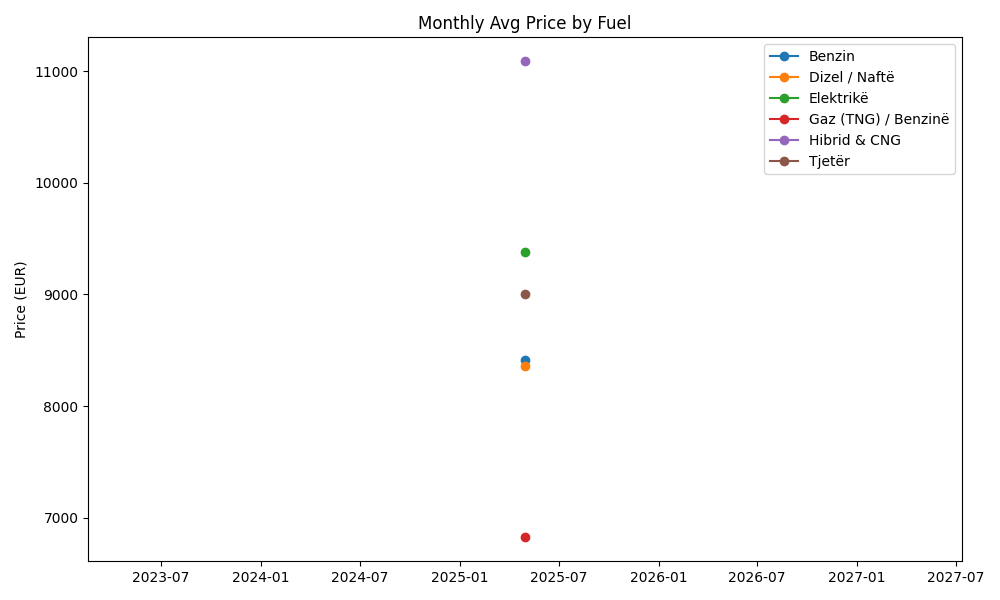 Monthly Avg Price by Fuel
Price (EUR)
11000
10000
9000
8000
7000
Benzin
Dizel / Naftë
Elektrikë
Gaz (TNG) / Benzinë
Hibrid & CNG
Tjetër
2023-07 2024-01 2024-07 2025-01 2025-07 2026-01 2026-07 2027-01 2027-07